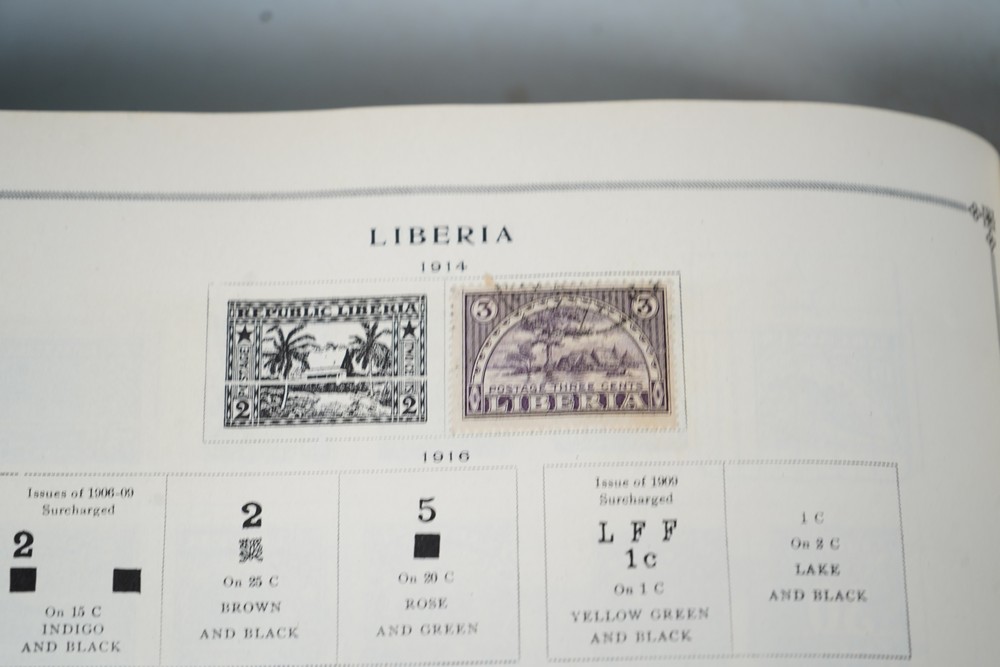 LIBERIA
1914
REPUBLIC LIBERIA
POSTAGE
2
2
3
3
POSTAGE THREE CENTS
LIBERIA
1916
Issues of 1906-09
Surcharged
2
On 15 C
INDIGO
AND BLACK
2
On 25 C
BROWN
AND BLACK
5
On 20 C
ROSE
AND GREEN
Issue of 1909
Surcharged
L F F
1c
On 1 C
YELLOW GREEN
AND BLACK
1 C
On 2 C
LAKE
AND BLACK